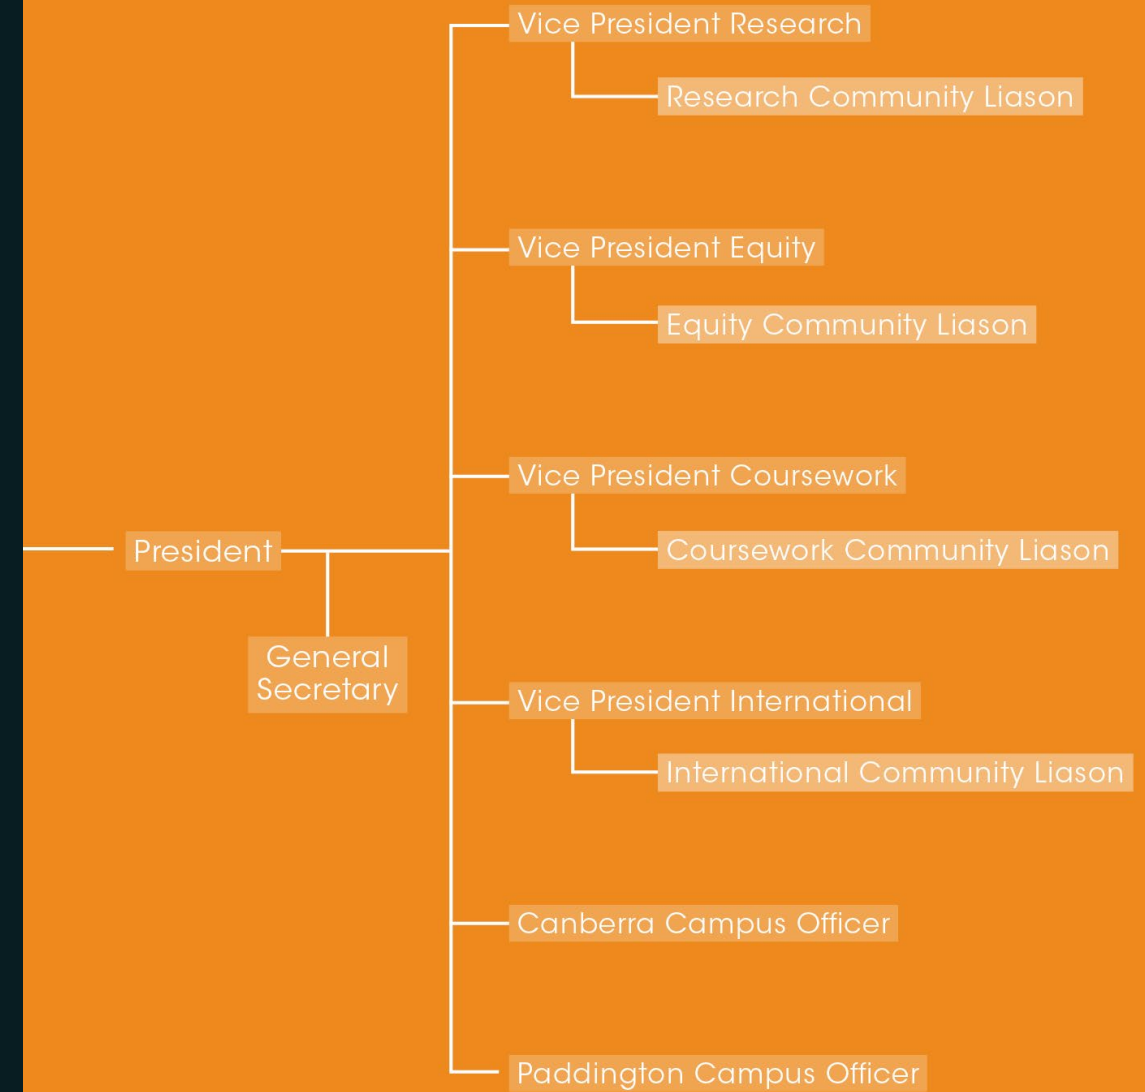 Vice President Research
Research Community Liason
Vice President Equity
Equity Community Liason
Vice President Coursework
President
Coursework Community Liason
General
Secretary
Vice President International
International Community Liason
Canberra Campus Officer
Paddington Campus Officer